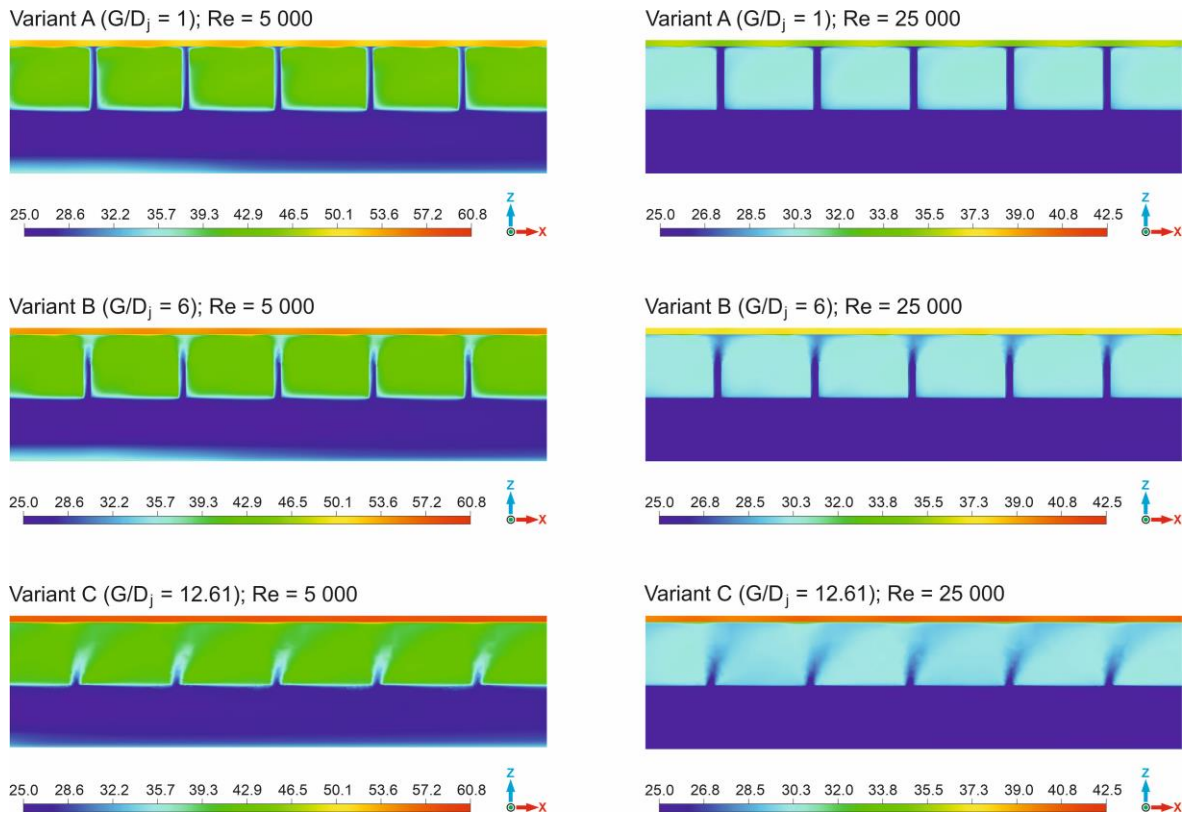 Variant A (G/Dj = 1); Re = 5 000
Variant A (G/Dj = 1); Re = 25 000
25.0 28.6 32.2 35.7 39.3 42.9 46.5 50.1 53.6 57.2 60.8
Z
X
25.0 26.8 28.5 30.3 32.0 33.8 35.5 37.3 39.0 40.8 42.5
Z
X
Variant B (G/Dj = 6); Re = 5 000
Variant B (G/Dj = 6); Re = 25 000
25.0 28.6 32.2 35.7 39.3 42.9 46.5 50.1 53.6 57.2 60.8
Z
X
25.0 26.8 28.5 30.3 32.0 33.8 35.5 37.3 39.0 40.8 42.5
Z
X
Variant C (G/Dj = 12.61); Re = 5 000
Variant C (G/Dj = 12.61); Re = 25 000
25.0 28.6 32.2 35.7 39.3 42.9 46.5 50.1 53.6 57.2 60.8
Z
X
25.0 26.8 28.5 30.3 32.0 33.8 35.5 37.3 39.0 40.8 42.5
Z
X